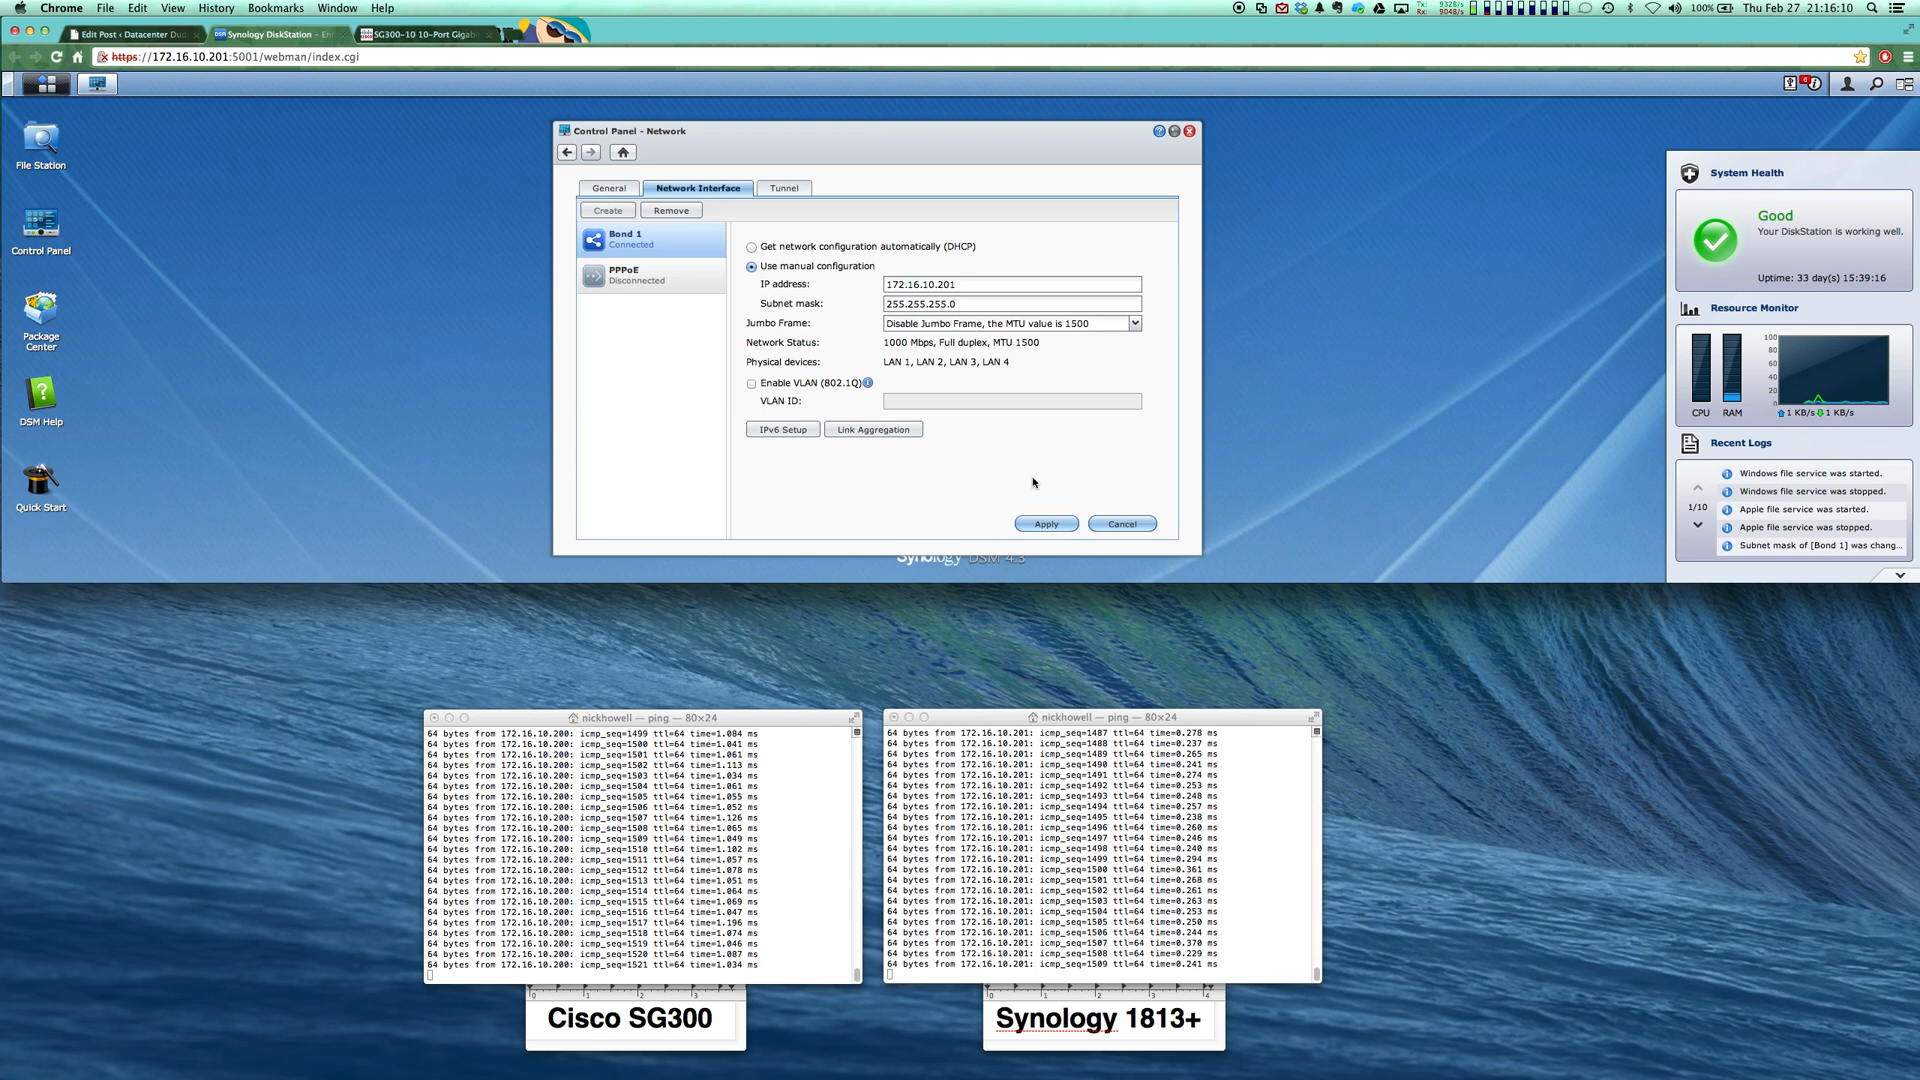 Chrome File Edit View History Bookmarks Window Help
Tx: 932B/s
Rx: 904B/s
100% Thu Feb 27 21:16:10
Edit Post ‹ Datacenter Dud
Synology DiskStation - En
SG300-10 10-Port Gigab
https://172.16.10.201:5001/webman/index.cgi
File Station
Control Panel
Package
Center
DSM Help
Quick Start
Control Panel - Network
General Network Interface Tunnel
Create Remove
Bond 1
Connected
PPPoE
Disconnected
Get network configuration automatically (DHCP)
Use manual configuration
IP address: 172.16.10.201
Subnet mask: 255.255.255.0
Jumbo Frame: Disable Jumbo Frame, the MTU value is 1500
Network Status: 1000 Mbps, Full duplex, MTU 1500
Physical devices: LAN 1, LAN 2, LAN 3, LAN 4
Enable VLAN (802.1Q)
VLAN ID:
IPv6 Setup Link Aggregation
Apply Cancel
Synology DSM 4.3
System Health
Good
Your DiskStation is working well.
Uptime: 33 day(s) 15:39:16
Resource Monitor
100
80
60
40
20
0
CPU RAM 1 KB/s 1 KB/s
Recent Logs
Windows file service was started.
Windows file service was stopped.
1/10
Apple file service was started.
Apple file service was stopped.
Subnet mask of [Bond 1] was chang...
nickhowell — ping — 80×24
64 bytes from 172.16.10.200: icmp_seq=1499 ttl=64 time=1.084 ms
64 bytes from 172.16.10.200: icmp_seq=1500 ttl=64 time=1.041 ms
64 bytes from 172.16.10.200: icmp_seq=1501 ttl=64 time=1.061 ms
64 bytes from 172.16.10.200: icmp_seq=1502 ttl=64 time=1.113 ms
64 bytes from 172.16.10.200: icmp_seq=1503 ttl=64 time=1.034 ms
64 bytes from 172.16.10.200: icmp_seq=1504 ttl=64 time=1.061 ms
64 bytes from 172.16.10.200: icmp_seq=1505 ttl=64 time=1.055 ms
64 bytes from 172.16.10.200: icmp_seq=1506 ttl=64 time=1.052 ms
64 bytes from 172.16.10.200: icmp_seq=1507 ttl=64 time=1.126 ms
64 bytes from 172.16.10.200: icmp_seq=1508 ttl=64 time=1.065 ms
64 bytes from 172.16.10.200: icmp_seq=1509 ttl=64 time=1.049 ms
64 bytes from 172.16.10.200: icmp_seq=1510 ttl=64 time=1.102 ms
64 bytes from 172.16.10.200: icmp_seq=1511 ttl=64 time=1.057 ms
64 bytes from 172.16.10.200: icmp_seq=1512 ttl=64 time=1.078 ms
64 bytes from 172.16.10.200: icmp_seq=1513 ttl=64 time=1.051 ms
64 bytes from 172.16.10.200: icmp_seq=1514 ttl=64 time=1.064 ms
64 bytes from 172.16.10.200: icmp_seq=1515 ttl=64 time=1.069 ms
64 bytes from 172.16.10.200: icmp_seq=1516 ttl=64 time=1.047 ms
64 bytes from 172.16.10.200: icmp_seq=1517 ttl=64 time=1.196 ms
64 bytes from 172.16.10.200: icmp_seq=1518 ttl=64 time=1.074 ms
64 bytes from 172.16.10.200: icmp_seq=1519 ttl=64 time=1.046 ms
64 bytes from 172.16.10.200: icmp_seq=1520 ttl=64 time=1.087 ms
64 bytes from 172.16.10.200: icmp_seq=1521 ttl=64 time=1.034 ms
nickhowell — ping — 80×24
64 bytes from 172.16.10.201: icmp_seq=1487 ttl=64 time=0.278 ms
64 bytes from 172.16.10.201: icmp_seq=1488 ttl=64 time=0.237 ms
64 bytes from 172.16.10.201: icmp_seq=1489 ttl=64 time=0.265 ms
64 bytes from 172.16.10.201: icmp_seq=1490 ttl=64 time=0.241 ms
64 bytes from 172.16.10.201: icmp_seq=1491 ttl=64 time=0.274 ms
64 bytes from 172.16.10.201: icmp_seq=1492 ttl=64 time=0.253 ms
64 bytes from 172.16.10.201: icmp_seq=1493 ttl=64 time=0.248 ms
64 bytes from 172.16.10.201: icmp_seq=1494 ttl=64 time=0.257 ms
64 bytes from 172.16.10.201: icmp_seq=1495 ttl=64 time=0.238 ms
64 bytes from 172.16.10.201: icmp_seq=1496 ttl=64 time=0.260 ms
64 bytes from 172.16.10.201: icmp_seq=1497 ttl=64 time=0.246 ms
64 bytes from 172.16.10.201: icmp_seq=1498 ttl=64 time=0.240 ms
64 bytes from 172.16.10.201: icmp_seq=1499 ttl=64 time=0.294 ms
64 bytes from 172.16.10.201: icmp_seq=1500 ttl=64 time=0.361 ms
64 bytes from 172.16.10.201: icmp_seq=1501 ttl=64 time=0.268 ms
64 bytes from 172.16.10.201: icmp_seq=1502 ttl=64 time=0.261 ms
64 bytes from 172.16.10.201: icmp_seq=1503 ttl=64 time=0.263 ms
64 bytes from 172.16.10.201: icmp_seq=1504 ttl=64 time=0.253 ms
64 bytes from 172.16.10.201: icmp_seq=1505 ttl=64 time=0.250 ms
64 bytes from 172.16.10.201: icmp_seq=1506 ttl=64 time=0.244 ms
64 bytes from 172.16.10.201: icmp_seq=1507 ttl=64 time=0.370 ms
64 bytes from 172.16.10.201: icmp_seq=1508 ttl=64 time=0.229 ms
64 bytes from 172.16.10.201: icmp_seq=1509 ttl=64 time=0.241 ms
0 1 2 3
Cisco SG300
0 1 2 3 4
Synology 1813+